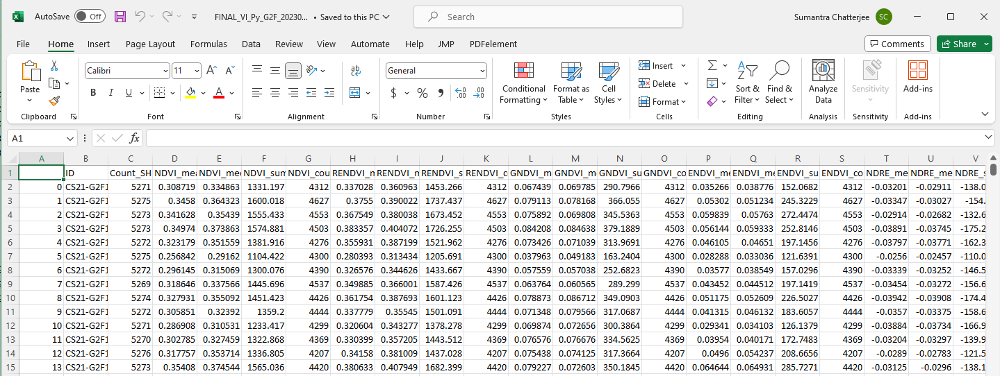 AutoSave Off FINAL_VI_Py_G2F_20230... • Saved to this PC Search Sumantra Chatterjee SC
File Home Insert Page Layout Formulas Data Review View Automate Help JMP PDFelement Comments Share
Paste Calibri 11 A A ab General Conditional Formatting Format as Table Cell Styles Insert Delete Format Sort & Filter Find & Select Analyze Data Sensitivity Add-ins
B I U A $ % 9
Clipboard Font Alignment Number Styles Cells Editing Analysis Sensitivity Add-ins
A1 fx
A B C D E F G H I J K L M N O P Q R S T U V
1 ID Count_SH NDVI_mea NDVI_med NDVI_sum NDVI_cou RENDVI_m RENDVI_m RENDVI_s RENDVI_c GNDVI_me GNDVI_m GNDVI_su GNDVI_co ENDVI_me ENDVI_me ENDVI_su ENDVI_co NDRE_me NDRE_me NDRE_s
2 0 CS21-G2F1 5271 0.308719 0.334863 1331.197 4312 0.337028 0.360963 1453.266 4312 0.067439 0.069785 290.7966 4312 0.035266 0.038776 152.0682 4312 -0.03201 -0.02911 -138.0
3 1 CS21-G2F1 5275 0.3458 0.364323 1600.018 4627 0.3755 0.390022 1737.437 4627 0.079113 0.078168 366.055 4627 0.05302 0.051234 245.3229 4627 -0.03347 -0.03027 -154.
4 2 CS21-G2F1 5273 0.341628 0.35439 1555.433 4553 0.367549 0.380038 1673.452 4553 0.075892 0.069808 345.5363 4553 0.059839 0.05763 272.4474 4553 -0.02914 -0.02682 -132.6
5 3 CS21-G2F1 5273 0.34974 0.373863 1574.881 4503 0.383357 0.404072 1726.255 4503 0.084208 0.084638 379.1889 4503 0.056144 0.059333 252.8146 4503 -0.03891 -0.03745 -175.2
6 4 CS21-G2F1 5272 0.323179 0.351559 1381.916 4276 0.355931 0.387199 1521.962 4276 0.073426 0.071039 313.9691 4276 0.046105 0.04651 197.1456 4276 -0.03797 -0.03771 -162.3
7 5 CS21-G2F1 5275 0.256842 0.29162 1104.422 4300 0.280393 0.313434 1205.691 4300 0.037963 0.049183 163.2404 4300 0.028288 0.033036 121.6391 4300 -0.0256 -0.02457 -110.0
8 6 CS21-G2F1 5272 0.296145 0.315069 1300.076 4390 0.326576 0.344626 1433.667 4390 0.057559 0.057038 252.6823 4390 0.03577 0.038549 157.0296 4390 -0.03339 -0.03252 -146.5
9 7 CS21-G2F1 5269 0.318646 0.337566 1445.696 4537 0.349885 0.366001 1587.426 4537 0.063764 0.060565 289.299 4537 0.043452 0.044512 197.1419 4537 -0.03454 -0.03272 -156.6
10 8 CS21-G2F1 5274 0.327931 0.355092 1451.423 4426 0.361754 0.387693 1601.123 4426 0.078873 0.086712 349.0903 4426 0.051175 0.052609 226.5027 4426 -0.03942 -0.03908 -174.4
11 9 CS21-G2F1 5272 0.305851 0.32392 1359.2 4444 0.337779 0.35545 1501.091 4444 0.071348 0.079566 317.0687 4444 0.041315 0.046132 183.6057 4444 -0.0357 -0.03375 -158.6
12 10 CS21-G2F1 5271 0.286908 0.310531 1233.417 4299 0.320604 0.343277 1378.278 4299 0.069874 0.072656 300.3864 4299 0.029341 0.034103 126.1379 4299 -0.03884 -0.03734 -166.9
13 11 CS21-G2F1 5270 0.302785 0.327459 1322.868 4369 0.330399 0.357205 1443.512 4369 0.076576 0.076676 334.5625 4369 0.03954 0.040171 172.7483 4369 -0.03204 -0.03297 -139.9
14 12 CS21-G2F1 5276 0.317757 0.353714 1336.805 4207 0.34158 0.381009 1437.028 4207 0.075438 0.074125 317.3664 4207 0.0496 0.054237 208.6656 4207 -0.0289 -0.02783 -121.5
15 13 CS21-G2F1 5273 0.35408 0.374544 1565.036 4420 0.380633 0.407949 1682.399 4420 0.079227 0.072603 350.1845 4420 0.064644 0.064931 285.7271 4420 -0.03125 -0.0296 -138.1